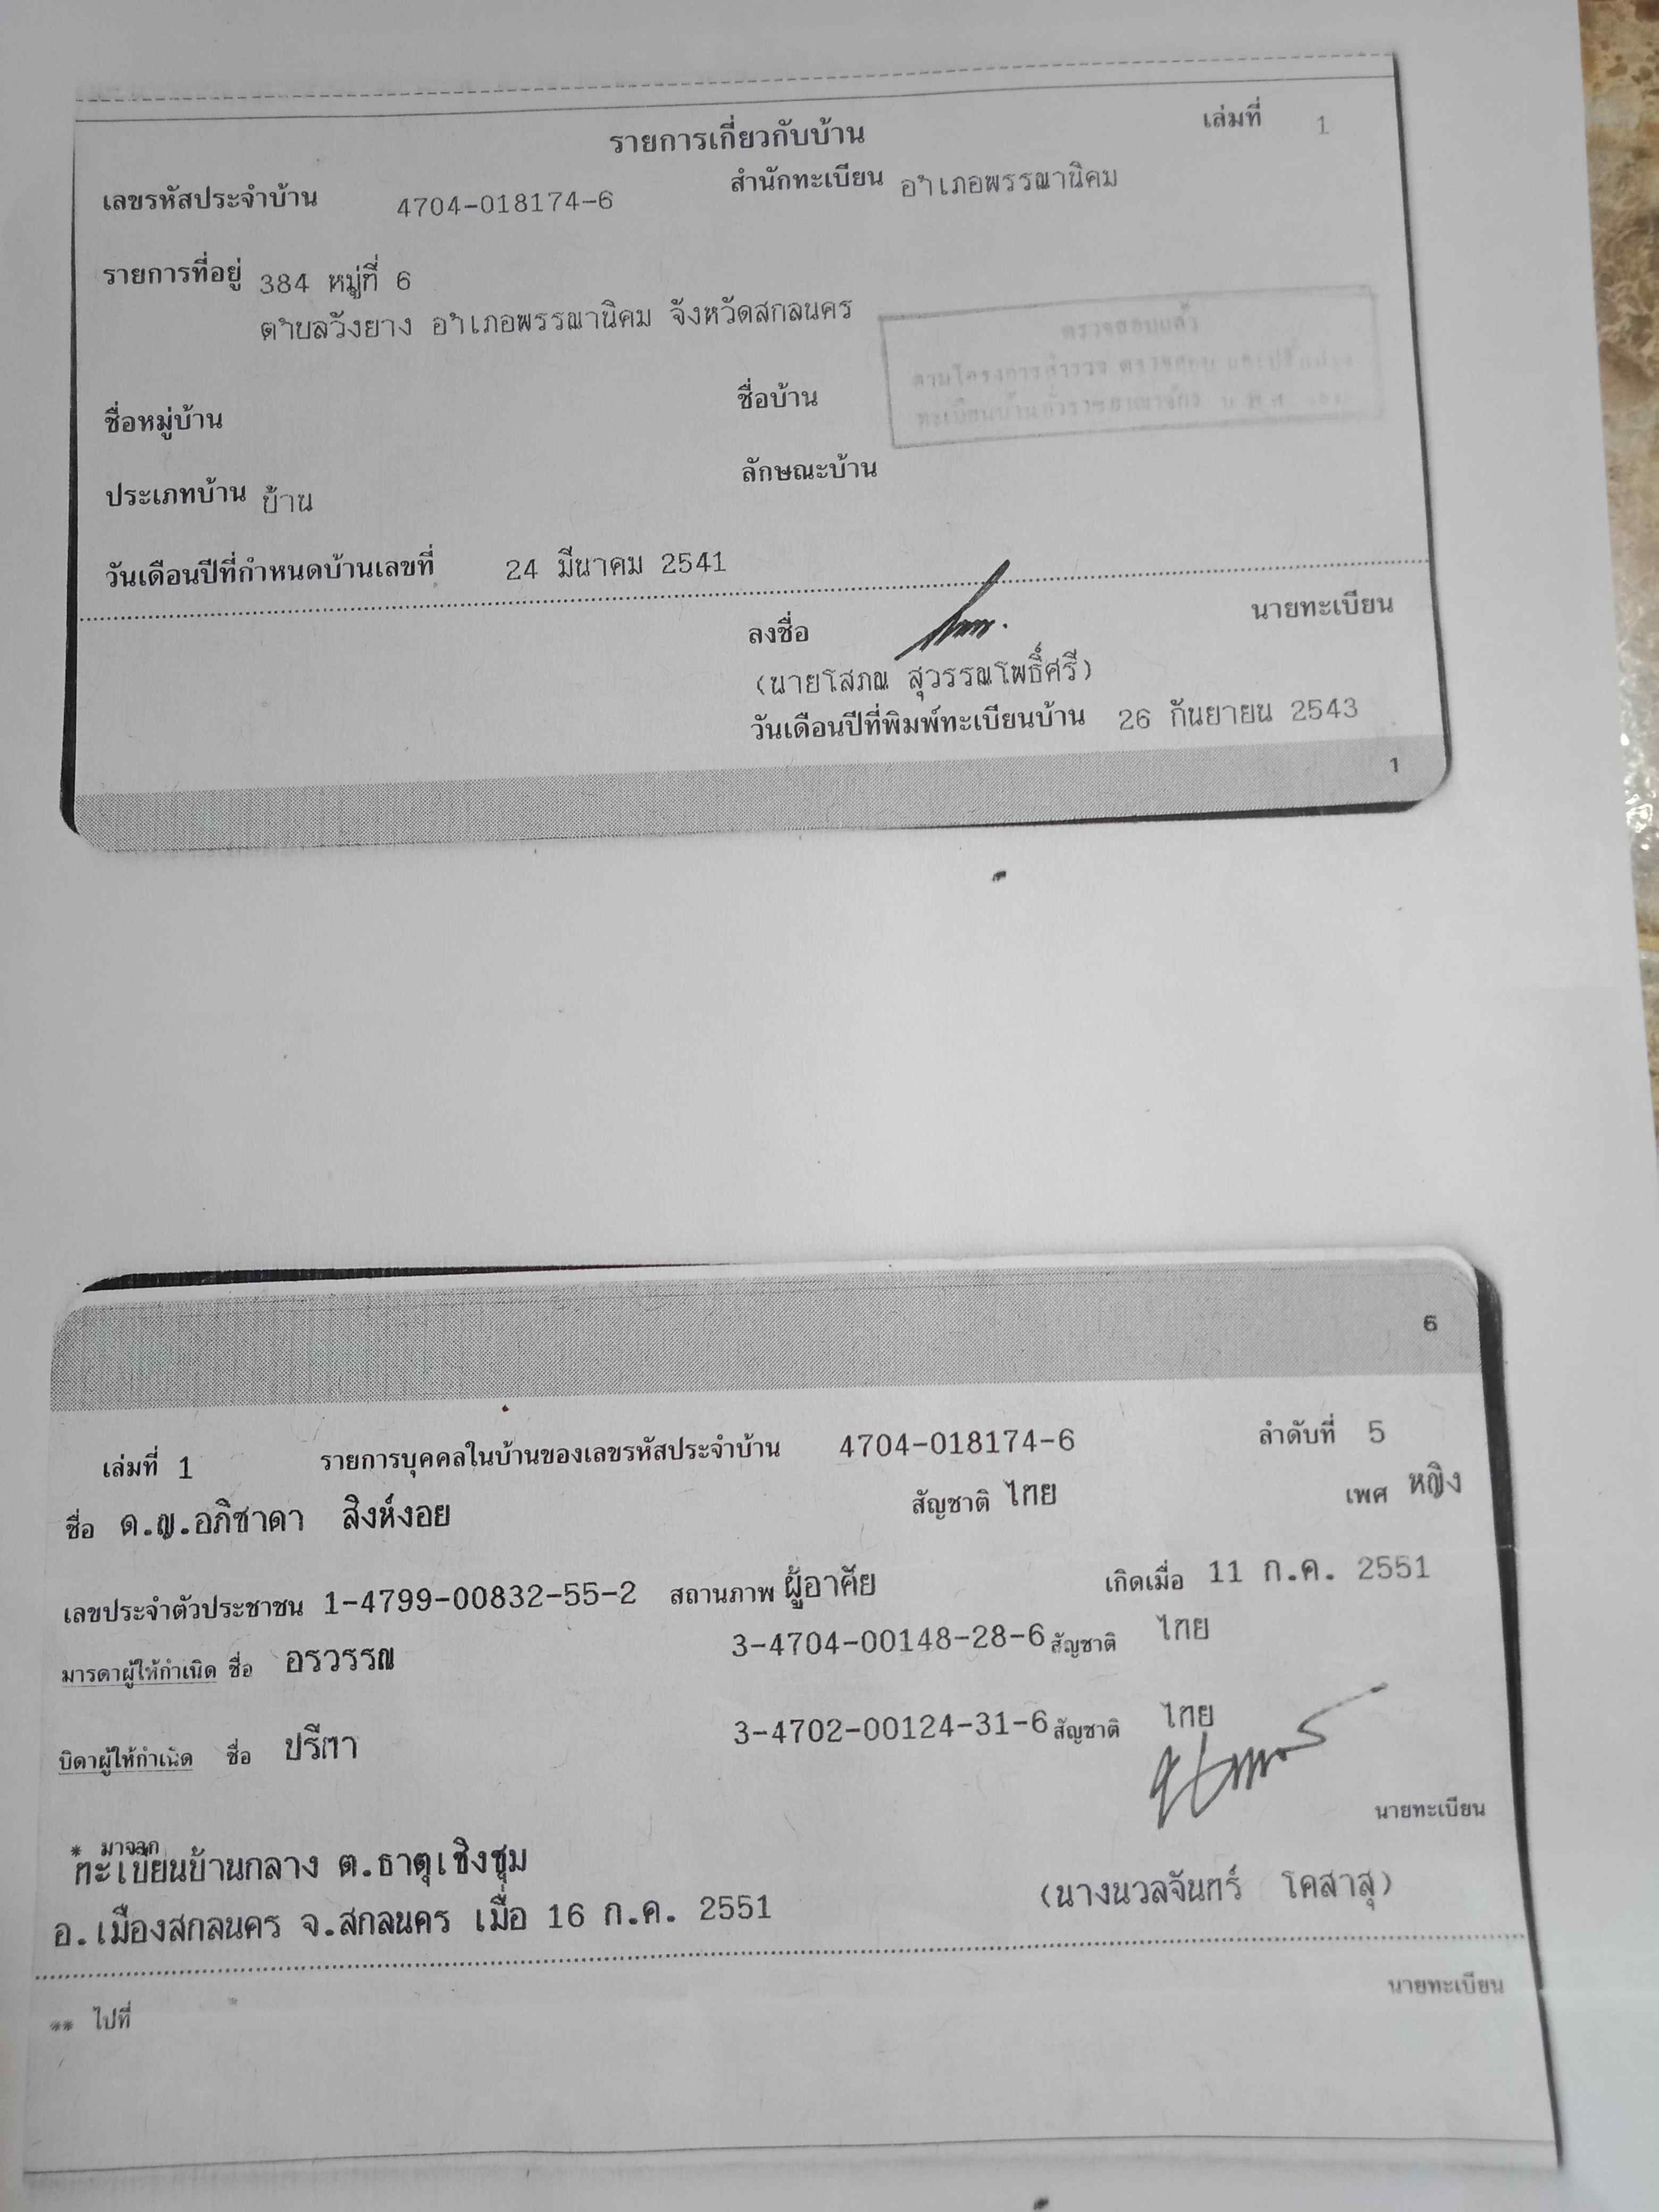 รายการเกี่ยวกับบ้าน เล่มที่ 1
เลขรหัสประจำบ้าน 4704-018174-6 สำนักทะเบียน อำเภอพรรณานิคม
รายการที่อยู่ 384 หมู่ที่ 6
ตำบลวังยาง อำเภอพรรณานิคม จังหวัดสกลนคร
ตรวจสอบแล้ว
ตามโครงการสำรวจ ตรวจสอบ
ทะเบียนบ้านทั่วราชอาณาจักร
ชื่อหมู่บ้าน ชื่อบ้าน
ประเภทบ้าน บ้าน ลักษณะบ้าน
วันเดือนปีที่กำหนดบ้านเลขที่ 24 มีนาคม 2541
ลงชื่อ นายทะเบียน
(นายโสภณ สุวรรณโพธิ์ศรี)
วันเดือนปีที่พิมพ์ทะเบียนบ้าน 26 กันยายน 2543
1
6
เล่มที่ 1 รายการบุคคลในบ้านของเลขรหัสประจำบ้าน 4704-018174-6 ลำดับที่ 5
ชื่อ ด.ญ.อภิชาดา สิงห์งอย สัญชาติ ไทย เพศ หญิง
เลขประจำตัวประชาชน 1-4799-00832-55-2 สถานภาพ ผู้อาศัย เกิดเมื่อ 11 ก.ค. 2551
มารดาผู้ให้กำเนิด ชื่อ อรวรรณ 3-4704-00148-28-6 สัญชาติ ไทย
บิดาผู้ให้กำเนิด ชื่อ ปรีกา 3-4702-00124-31-6 สัญชาติ ไทย
นายทะเบียน
* มาจาก
ทะเบียนบ้านกลาง ต.ธาตุเชิงชุม
อ.เมืองสกลนคร จ.สกลนคร เมื่อ 16 ก.ค. 2551 (นางนวลจันทร์ โคสาสุ)
** ไปที่ นายทะเบียน